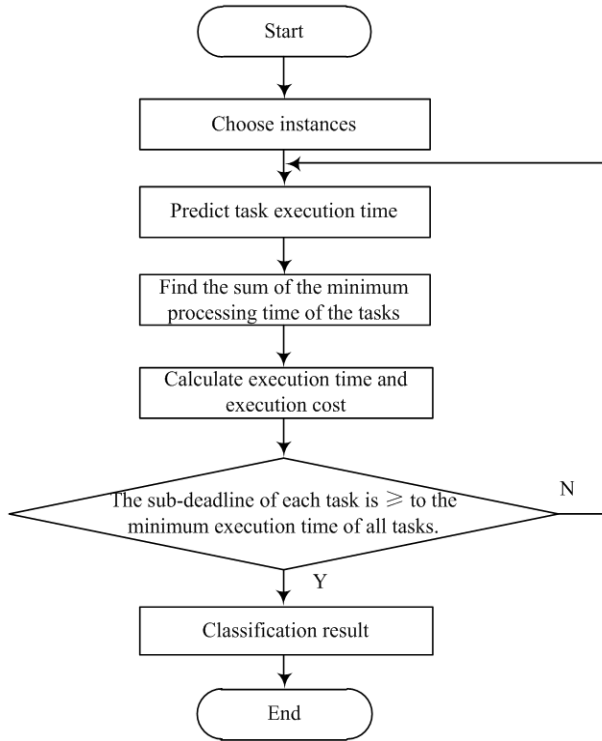 Start
Choose instances
Predict task execution time
Find the sum of the minimum
processing time of the tasks
Calculate execution time and
execution cost
The sub-deadline of each task is ≥ to the
minimum execution time of all tasks.
N
Y
Classification result
End